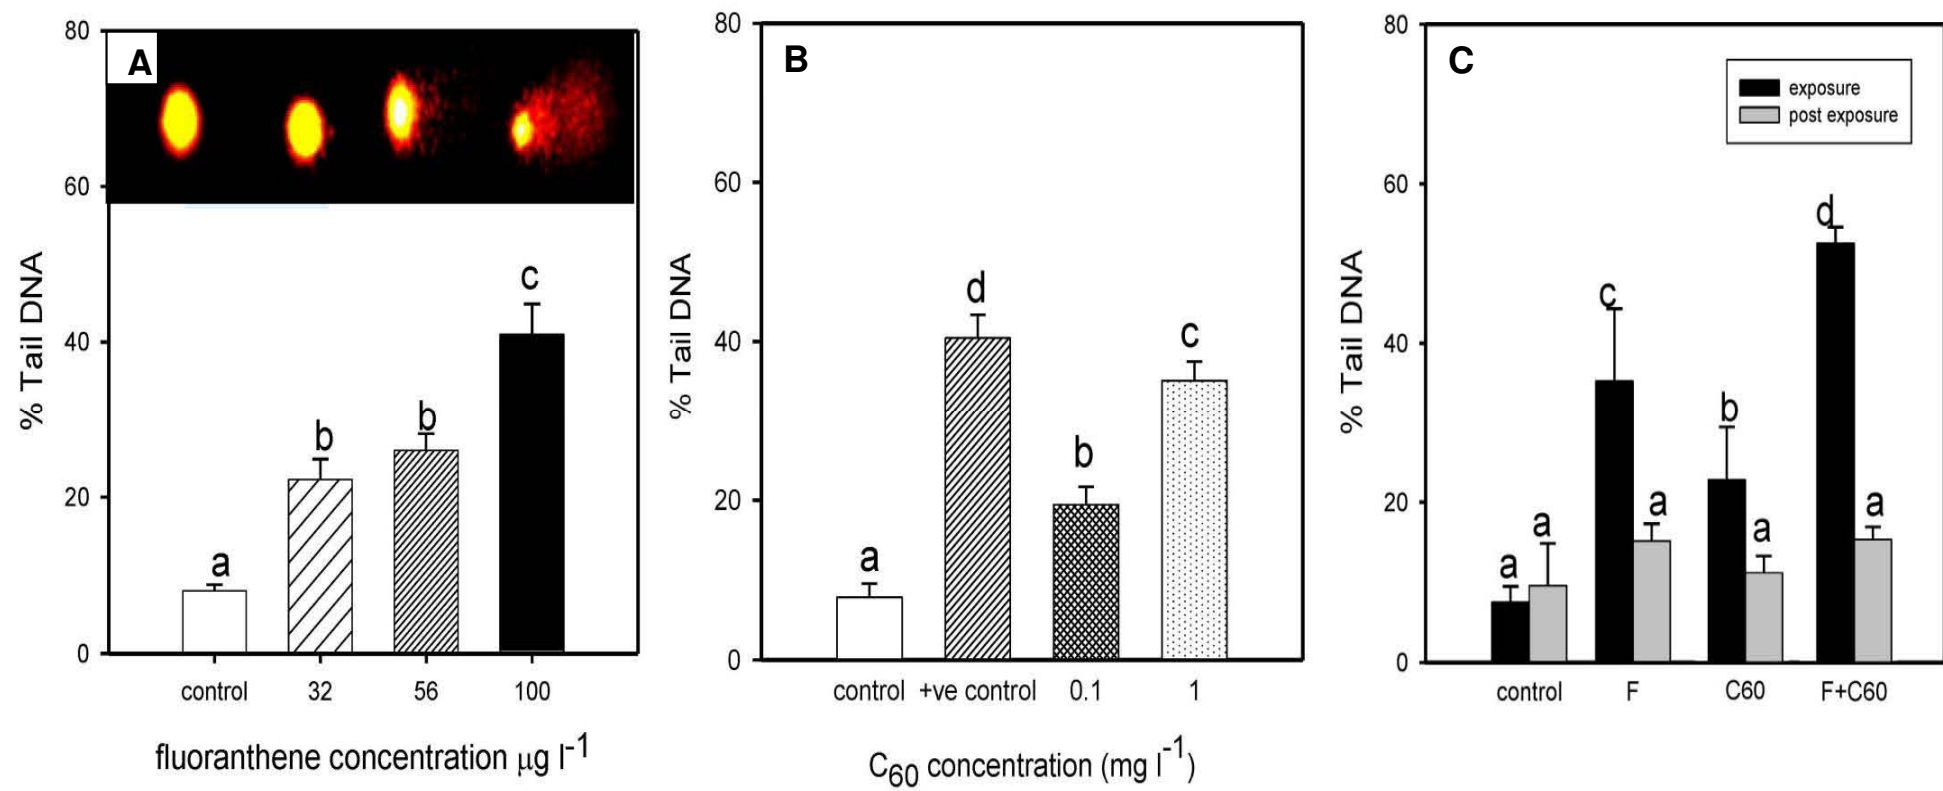 A
80
60
40
20
0
% Tail DNA
a
b
b
c
control 32 56 100
fluoranthene concentration µg l⁻¹
B
80
60
40
20
0
% Tail DNA
a
d
b
c
control +ve control 0.1 1
C₆₀ concentration (mg l⁻¹)
C
80
60
40
20
0
% Tail DNA
exposure
post exposure
a
a
c
a
b
a
d
a
control F C60 F+C60